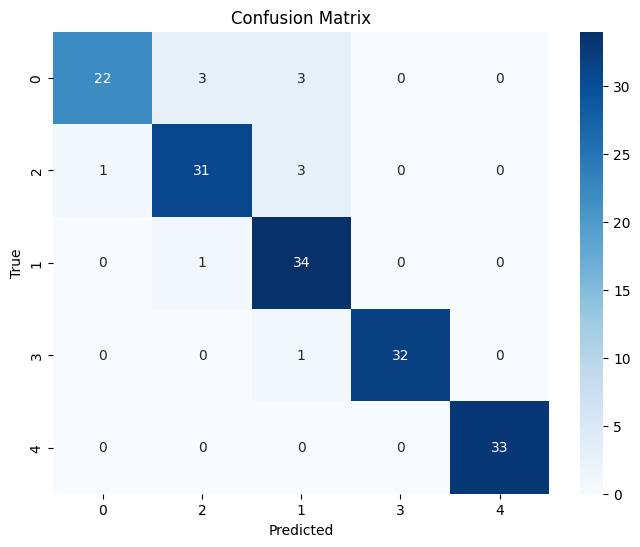 Confusion Matrix
0 22 3 3 0 0
2 1 31 3 0 0
1 0 1 34 0 0
3 0 0 1 32 0
4 0 0 0 0 33
0 2 1 3 4
Predicted
True
30
25
20
15
10
5
0